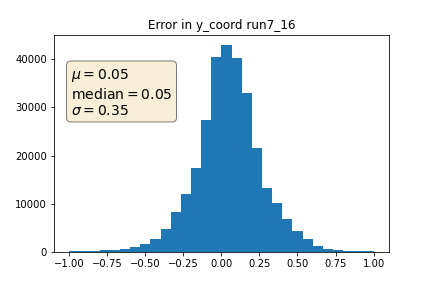 Error in y_coord run7_16
40000
30000
20000
10000
0
μ = 0.05
median = 0.05
σ = 0.35
−1.00 −0.75 −0.50 −0.25 0.00 0.25 0.50 0.75 1.00